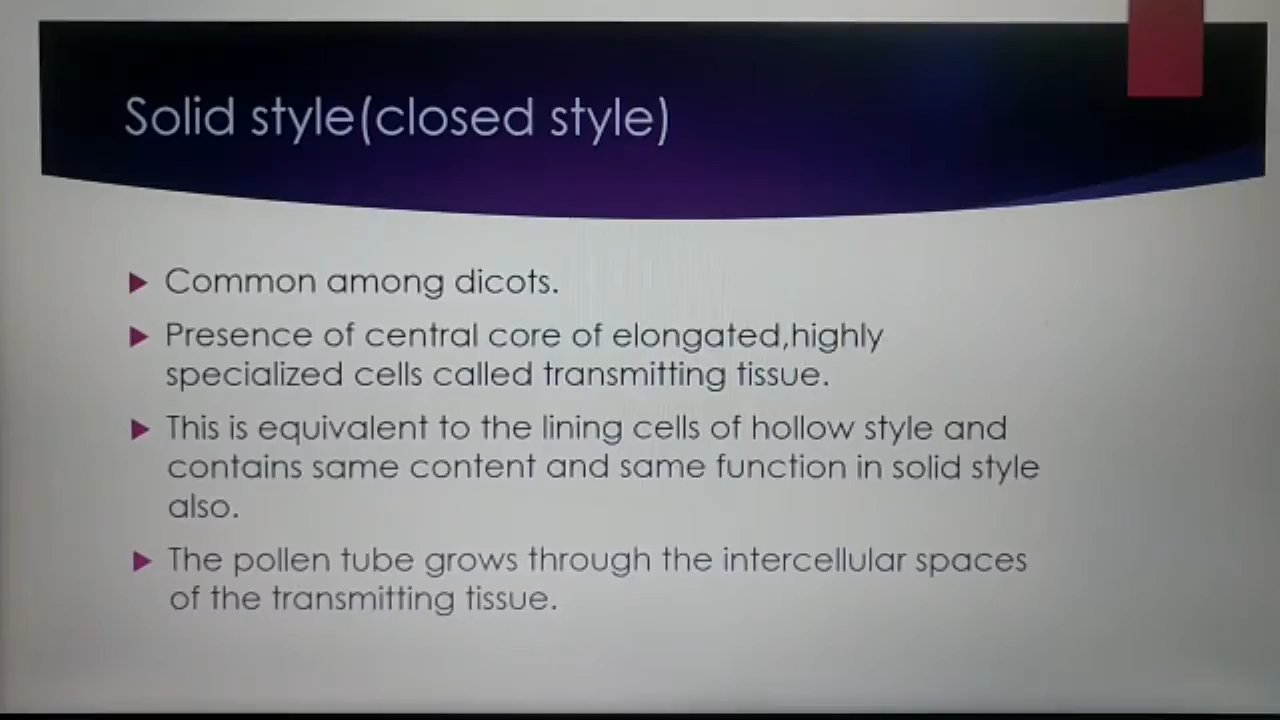 Solid style(closed style)
Common among dicots.
Presence of central core of elongated,highly
specialized cells called transmitting tissue.
This is equivalent to the lining cells of hollow style and
contains same content and same function in solid style
also.
The pollen tube grows through the intercellular spaces
of the transmitting tissue.